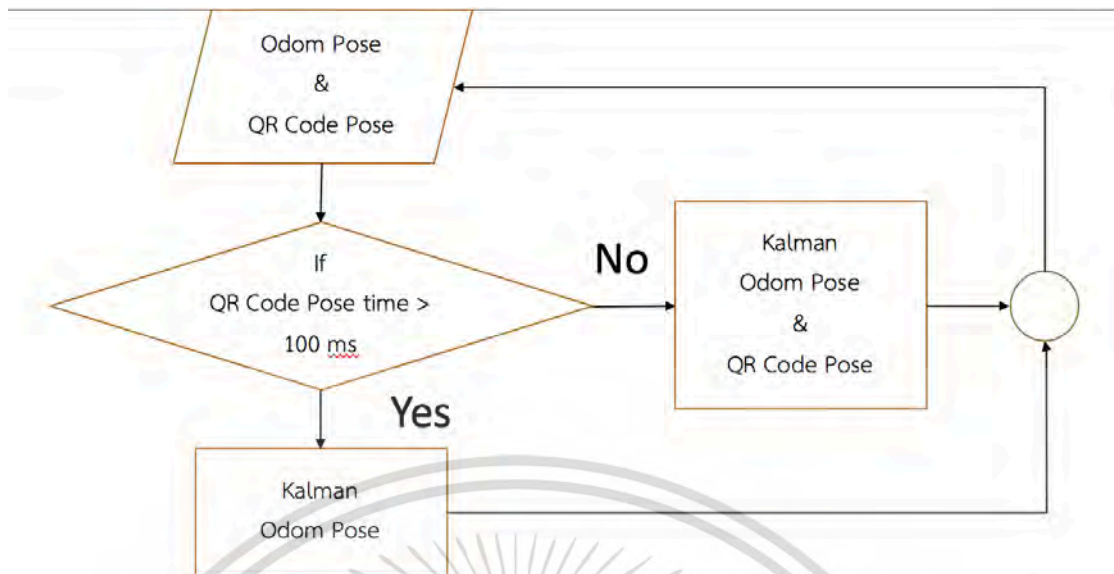 Odom Pose
&
QR Code Pose
If
QR Code Pose time >
100 ms
No
Kalman
Odom Pose
&
QR Code Pose
Yes
Kalman
Odom Pose